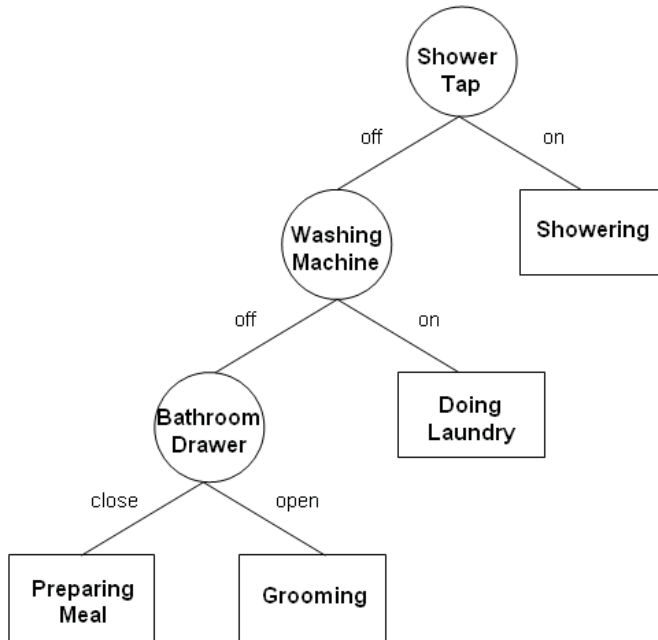 Shower
Tap
off
on
Washing
Machine
Showering
off
on
Bathroom
Drawer
Doing
Laundry
close
open
Preparing
Meal
Grooming